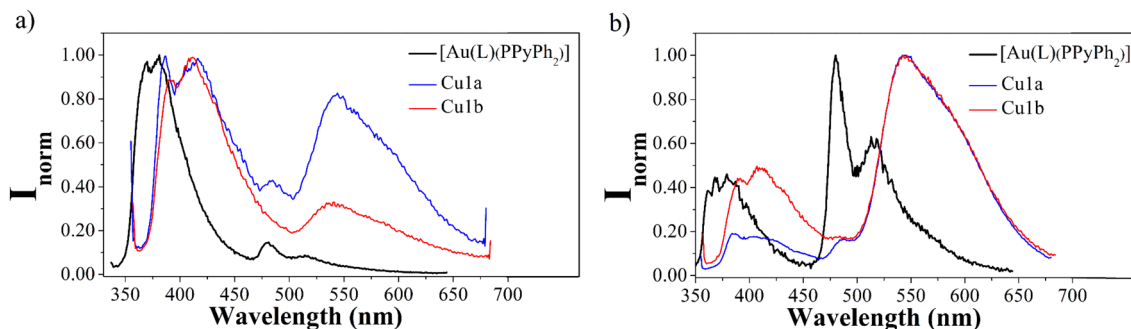 a)
1.00
0.80
0.60
0.40
0.20
0.00
I norm
[Au(L)(PPyPh₂)]
Cu1a
Cu1b
350 400 450 500 550 600 650 700
Wavelength (nm)
b)
1.00
0.80
0.60
0.40
0.20
0.00
I norm
[Au(L)(PPyPh₂)]
Cu1a
Cu1b
350 400 450 500 550 600 650 700
Wavelength (nm)